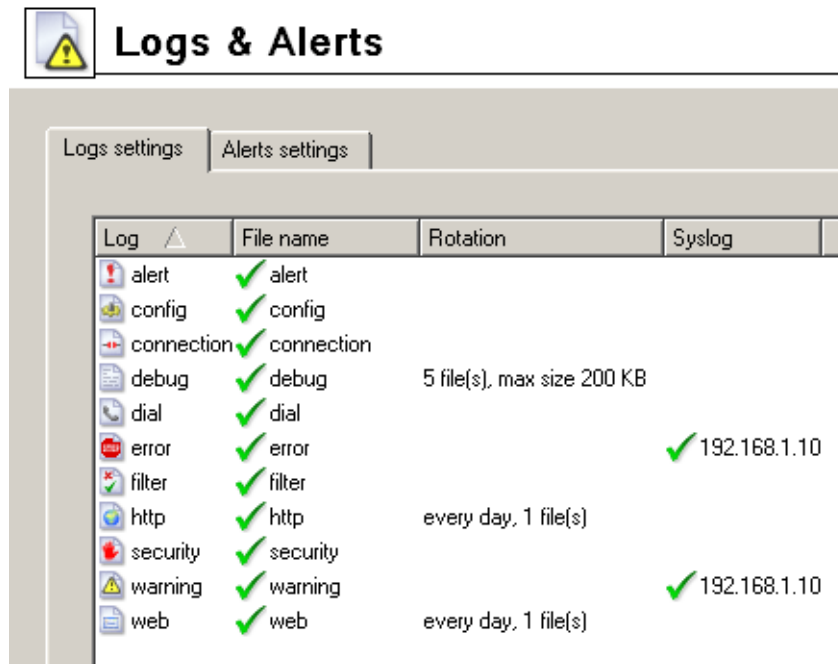 Logs & Alerts
Logs settings Alerts settings
Log File name Rotation Syslog
alert alert
config config
connection connection
debug debug 5 file(s), max size 200 KB
dial dial
error error 192.168.1.10
filter filter
http http every day, 1 file(s)
security security
warning warning 192.168.1.10
web web every day, 1 file(s)